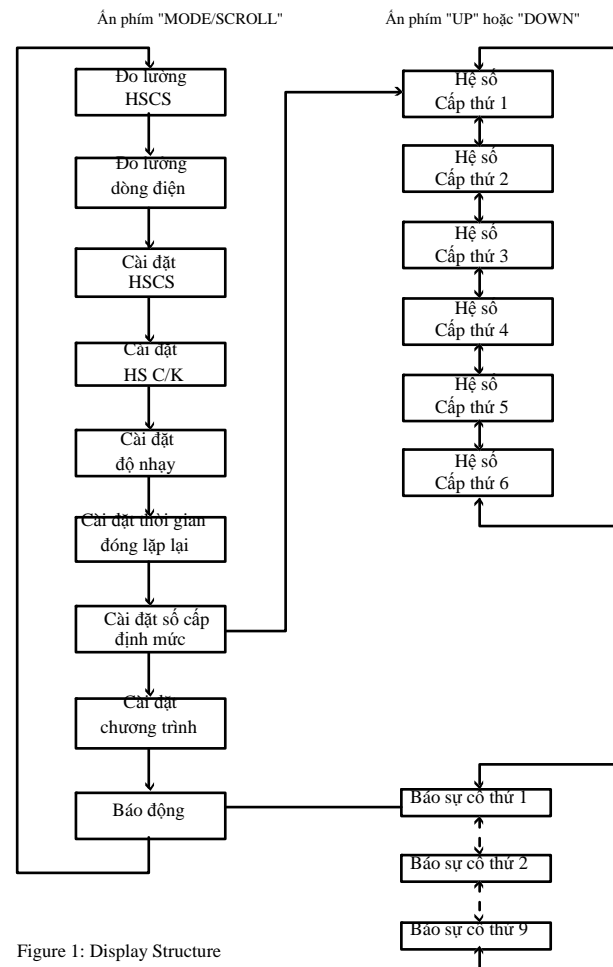 Ấn phím "MODE/SCROLL"
Ấn phím "UP" hoặc "DOWN"
Đo lường
HSCS
Đo lường
dòng điện
Cài đặt
HSCS
Cài đặt
HS C/K
Cài đặt
độ nhạy
Cài đặt thời gian
đóng lặp lại
Cài đặt số cấp
định mức
Cài đặt
chương trình
Báo động
Hệ số
Cấp thứ 1
Hệ số
Cấp thứ 2
Hệ số
Cấp thứ 3
Hệ số
Cấp thứ 4
Hệ số
Cấp thứ 5
Hệ số
Cấp thứ 6
Báo sự cố thứ 1
Báo sự cố thứ 2
Báo sự cố thứ 9
Figure 1: Display Structure